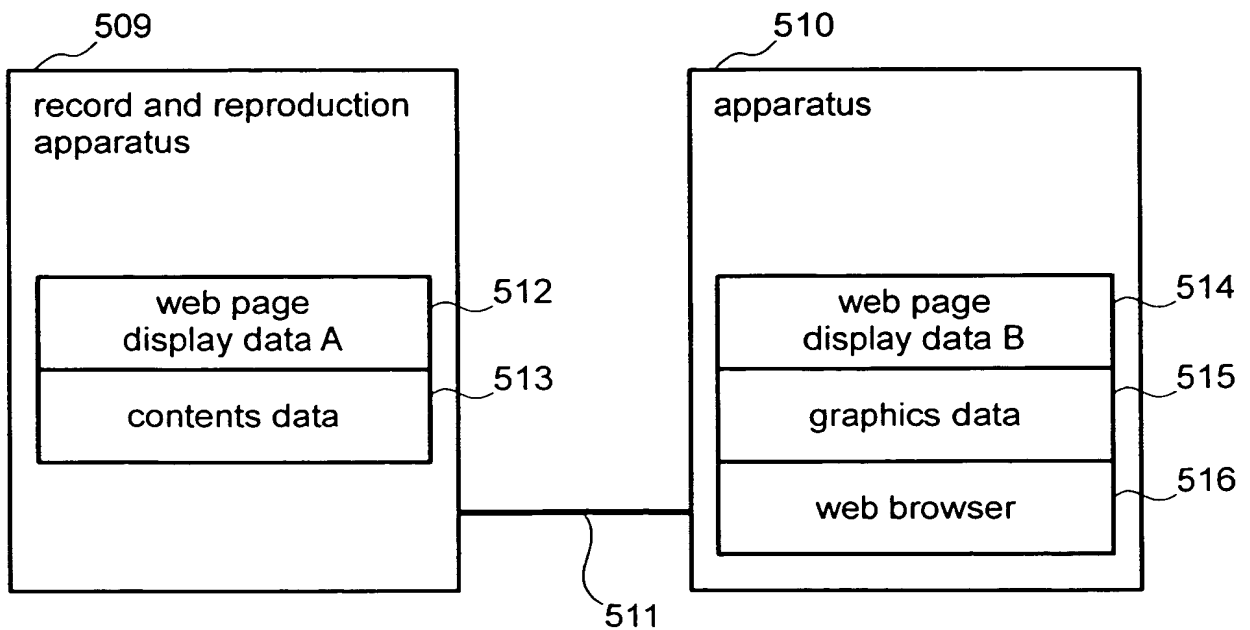 509
record and reproduction
apparatus
web page
display data A
512
contents data
513
511
510
apparatus
web page
display data B
514
graphics data
515
web browser
516